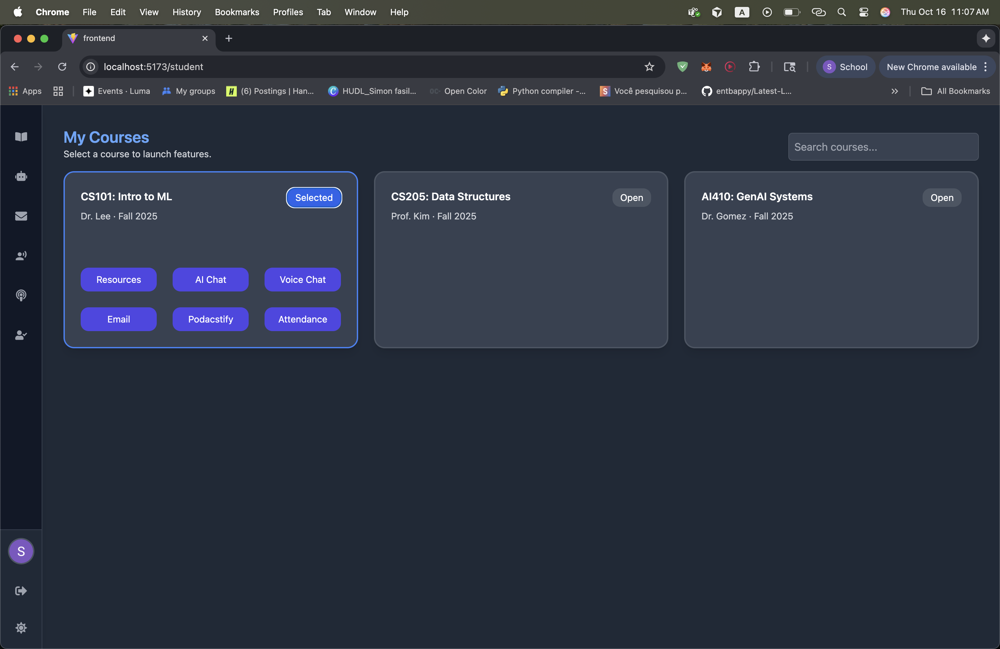 Chrome File Edit View History Bookmarks Profiles Tab Window Help A Thu Oct 16 11:07 AM
frontend
localhost:5173/student S School New Chrome available
Apps Events · Luma My groups H (6) Postings | Han... C HUDL_Simon fasil... OC Open Color Python compiler -... S Você pesquisou p... entbappy/Latest-L... All Bookmarks
My Courses
Select a course to launch features.
Search courses...
CS101: Intro to ML Selected
Dr. Lee · Fall 2025
Resources AI Chat Voice Chat
Email Podacstify Attendance
CS205: Data Structures Open
Prof. Kim · Fall 2025
AI410: GenAI Systems Open
Dr. Gomez · Fall 2025
S